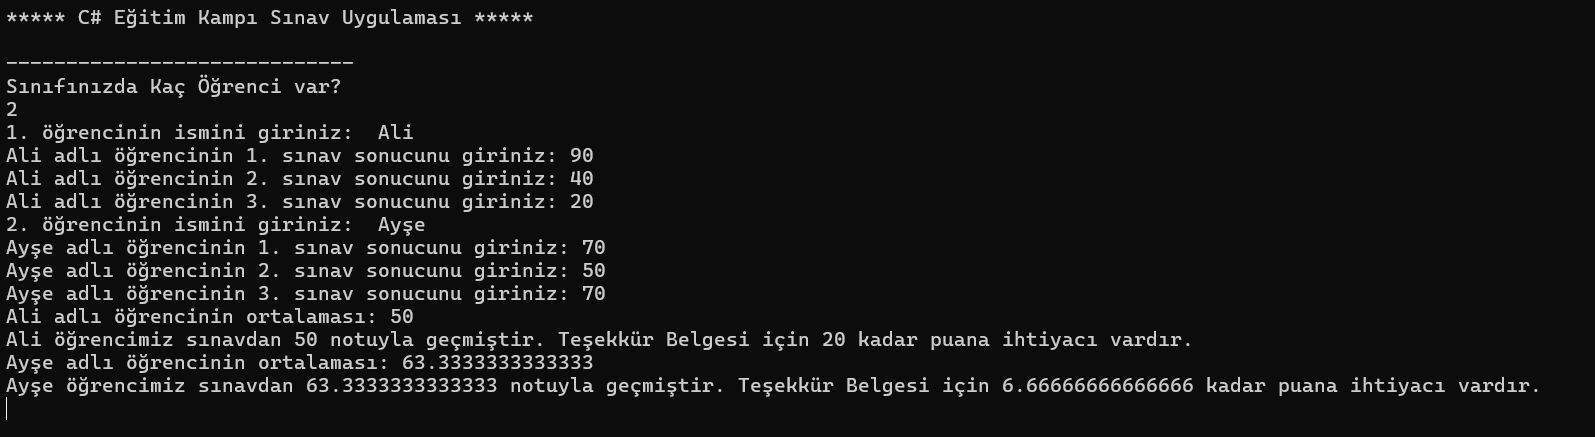 ***** C# Eğitim Kampı Sınav Uygulaması *****
-----------------------------
Sınıfınızda Kaç Öğrenci var?
2
1. öğrencinin ismini giriniz:  Ali
Ali adlı öğrencinin 1. sınav sonucunu giriniz: 90
Ali adlı öğrencinin 2. sınav sonucunu giriniz: 40
Ali adlı öğrencinin 3. sınav sonucunu giriniz: 20
2. öğrencinin ismini giriniz:  Ayşe
Ayşe adlı öğrencinin 1. sınav sonucunu giriniz: 70
Ayşe adlı öğrencinin 2. sınav sonucunu giriniz: 50
Ayşe adlı öğrencinin 3. sınav sonucunu giriniz: 70
Ali adlı öğrencinin ortalaması: 50
Ali öğrencimiz sınavdan 50 notuyla geçmiştir. Teşekkür Belgesi için 20 kadar puana ihtiyacı vardır.
Ayşe adlı öğrencinin ortalaması: 63.3333333333333
Ayşe öğrencimiz sınavdan 63.3333333333333 notuyla geçmiştir. Teşekkür Belgesi için 6.66666666666666 kadar puana ihtiyacı vardır.